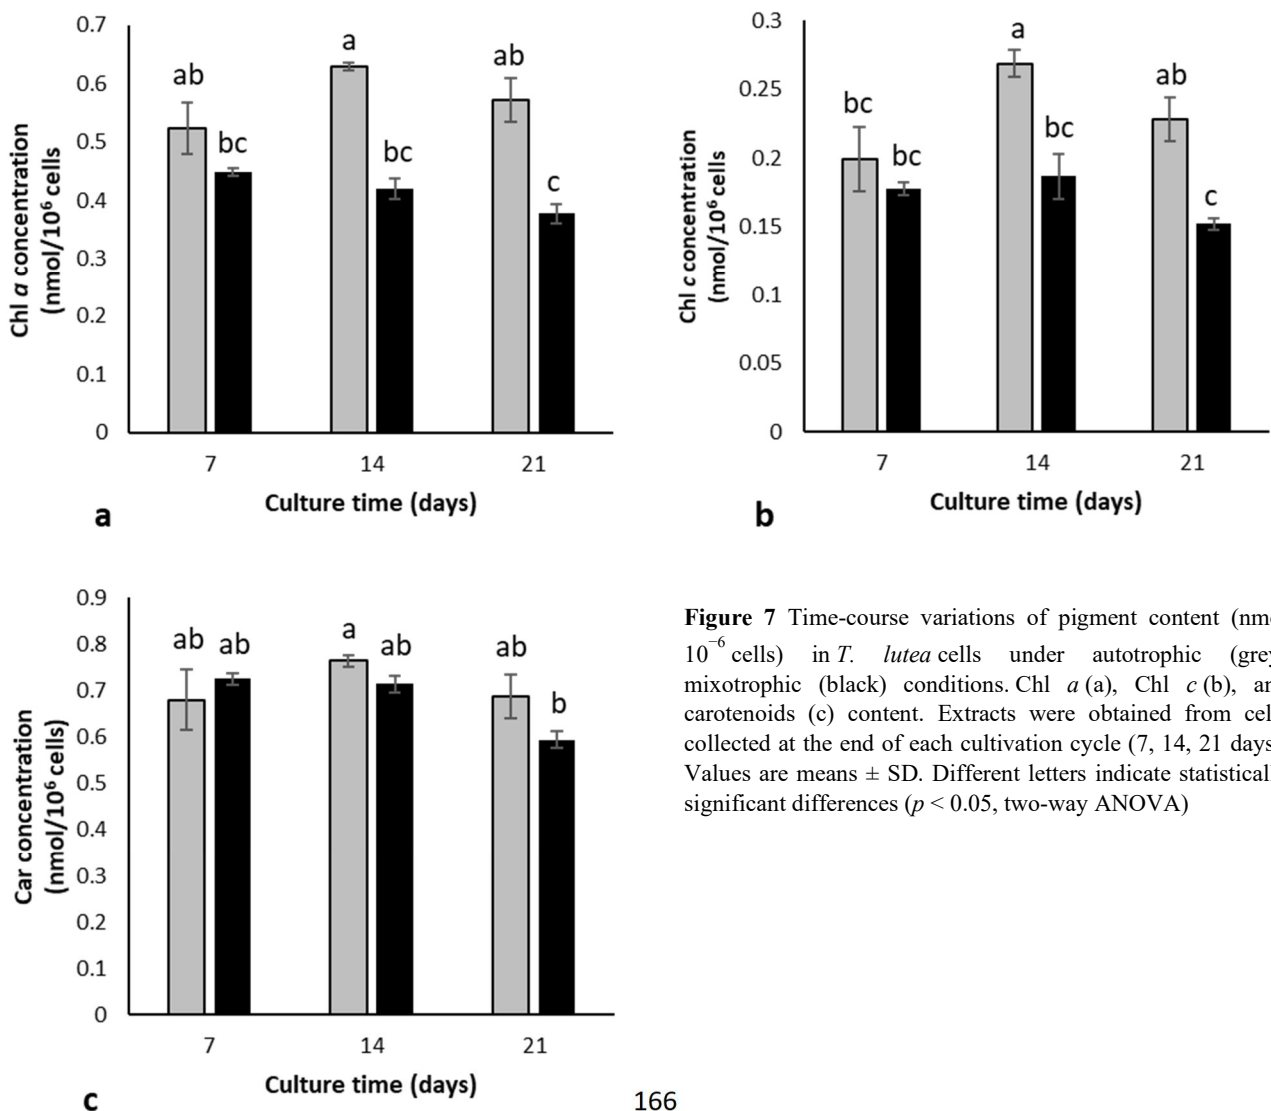 0.7
0.6
0.5
0.4
0.3
0.2
0.1
0
Chl a concentration
(nmol/10⁶ cells)
ab
bc
a
bc
ab
c
7 14 21
Culture time (days)
a
0.3
0.25
0.2
0.15
0.1
0.05
0
Chl c concentration
(nmol/10⁶ cells)
bc
bc
a
bc
ab
c
7 14 21
Culture time (days)
b
0.9
0.8
0.7
0.6
0.5
0.4
0.3
0.2
0.1
0
Car concentration
(nmol/10⁶ cells)
ab
ab
a
ab
ab
b
7 14 21
Culture time (days)
c
Figure 7 Time-course variations of pigment content
10⁻⁶ cells) in T. lutea cells under autotrophic
mixotrophic (black) conditions. Chl a (a), Chl c (b),
carotenoids (c) content. Extracts were obtained from
collected at the end of each cultivation cycle (7, 14, 21 days
Values are means ± SD. Different letters indicate
significant differences (p < 0.05, two-way ANOVA)
166